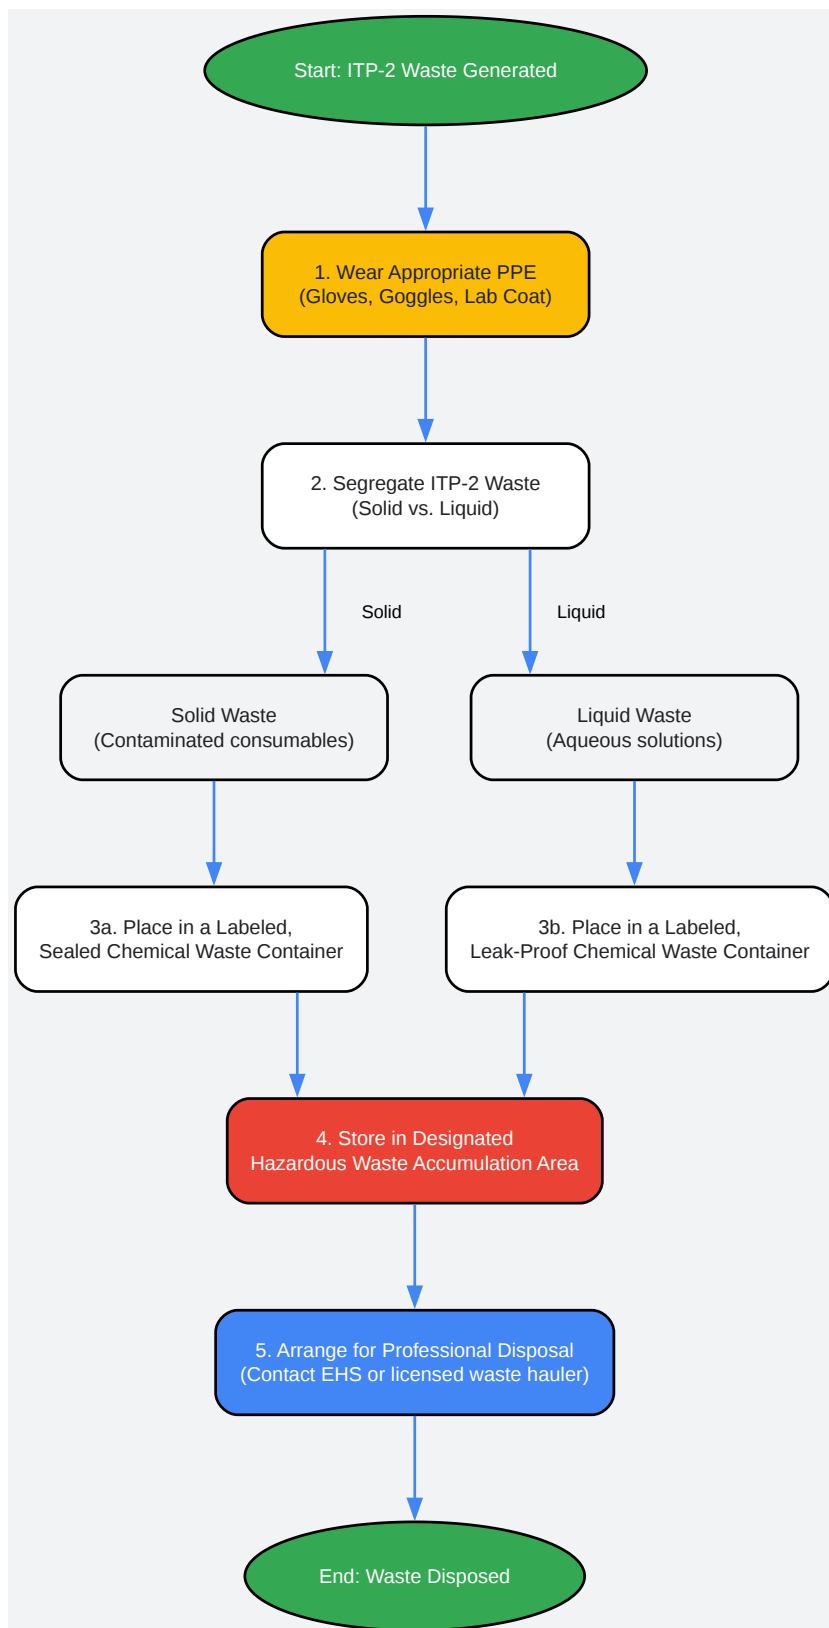 Start: ITP-2 Waste Generated
1. Wear Appropriate PPE
(Gloves, Goggles, Lab Coat)
2. Segregate ITP-2 Waste
(Solid vs. Liquid)
Solid
Liquid
Solid Waste
(Contaminated consumables)
Liquid Waste
(Aqueous solutions)
3a. Place in a Labeled,
Sealed Chemical Waste Container
3b. Place in a Labeled,
Leak-Proof Chemical Waste Container
4. Store in Designated
Hazardous Waste Accumulation Area
5. Arrange for Professional Disposal
(Contact EHS or licensed waste hauler)
End: Waste Disposed